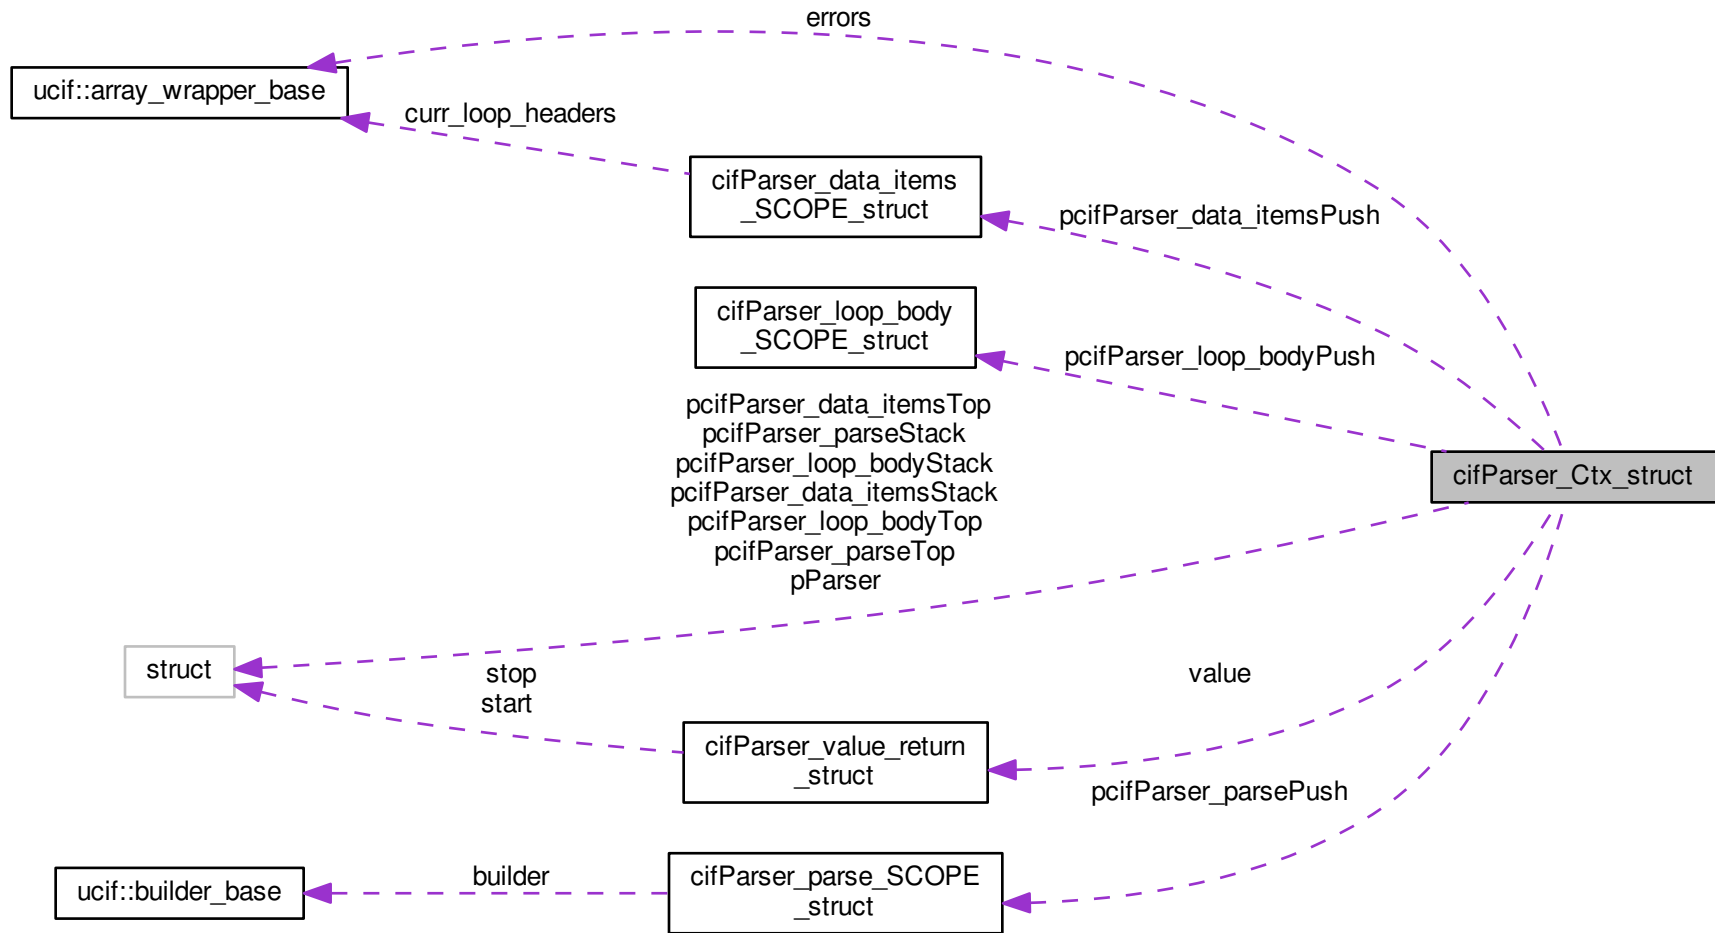 errors
ucif::array_wrapper_base
curr_loop_headers
cifParser_data_items
_SCOPE_struct
pcifParser_data_itemsPush
cifParser_loop_body
_SCOPE_struct
pcifParser_loop_bodyPush
pcifParser_data_itemsTop
pcifParser_parseStack
pcifParser_loop_bodyStack
pcifParser_data_itemsStack
pcifParser_loop_bodyTop
pcifParser_parseTop
pParser
cifParser_Ctx_struct
struct
stop
start
value
cifParser_value_return
_struct
pcifParser_parsePush
ucif::builder_base
builder
cifParser_parse_SCOPE
_struct